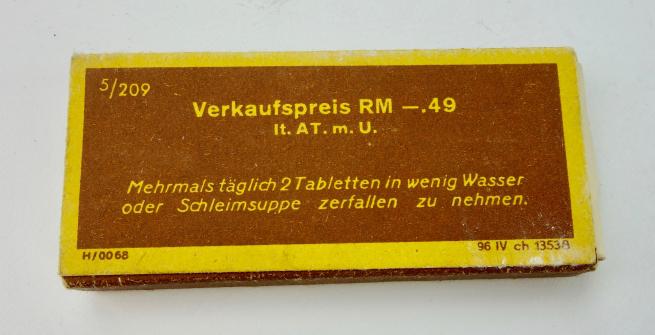 5/209
Verkaufspreis RM —.49
lt. AT. m. U.
Mehrmals täglich 2 Tabletten in wenig Wasser
oder Schleimsuppe zerfallen zu nehmen.
H/0068
96 IV ch 13538